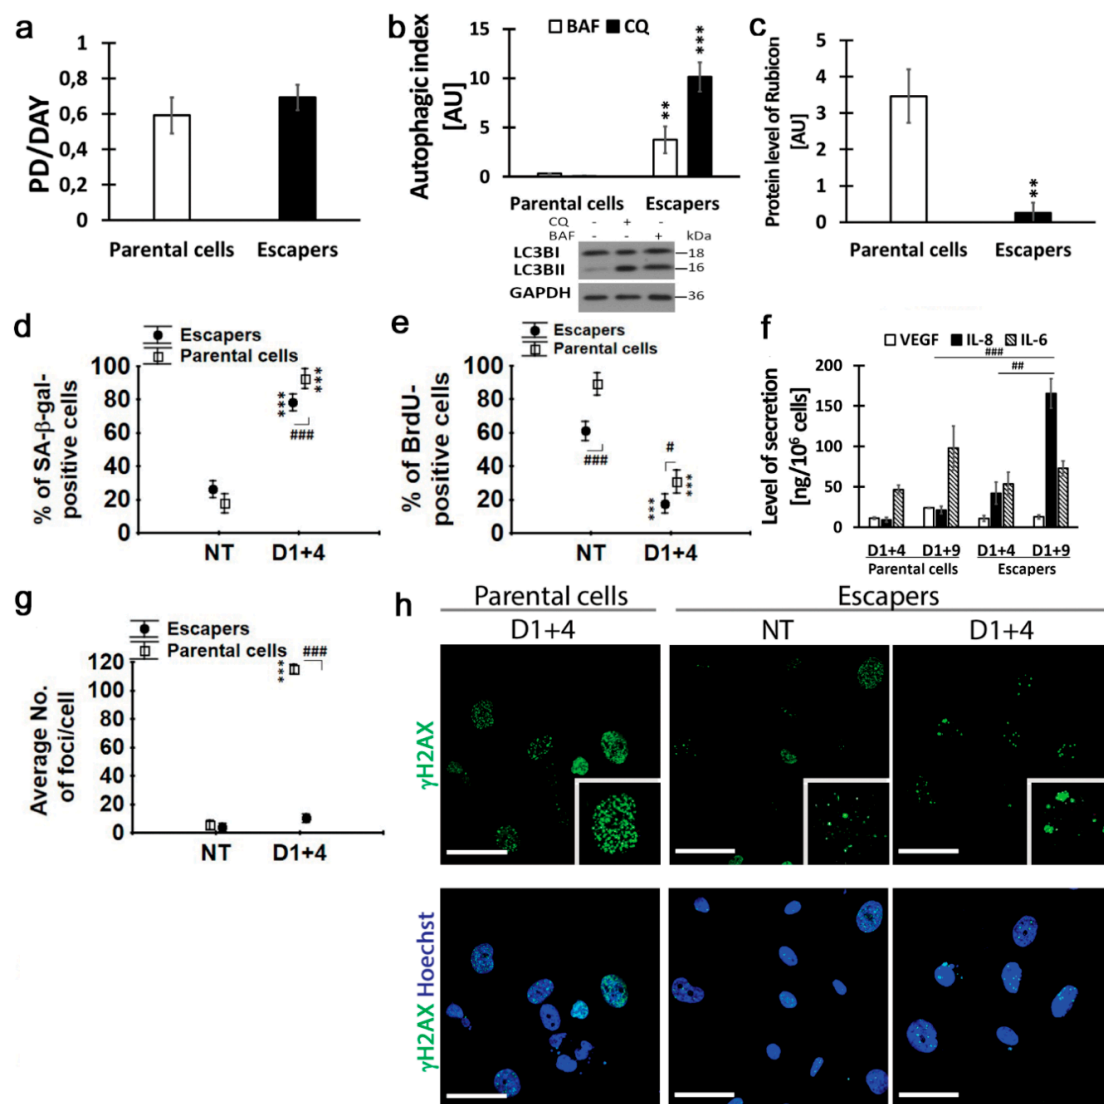 a
PD/DAY
1
0,8
0,6
0,4
0,2
0
Parental cells Escapers
b
Autophagic index
[AU]
BAF CQ
15
10
5
0
**
***
Parental cells Escapers
CQ - + -
BAF - - + kDa
LC3BI 18
LC3BII 16
GAPDH 36
c
Protein level of Rubicon
[AU]
5
4
3
2
1
0
**
Parental cells Escapers
d
% of SA-β-gal-
positive cells
Escapers
Parental cells
100
80
60
40
20
0
***
***
###
NT D1+4
e
% of BrdU-
positive cells
Escapers
Parental cells
100
80
60
40
20
0
###
#
***
***
NT D1+4
f
Level of secretion
[ng/10⁶ cells]
VEGF IL-8 IL-6
###
##
200
150
100
50
0
D1+4 D1+9 D1+4 D1+9
Parental cells Escapers
g
Average No.
of foci/cell
Escapers
Parental cells
120
100
80
60
40
20
0
***
###
NT D1+4
h
Parental cells Escapers
D1+4 NT D1+4
γH2AX
γH2AX Hoechst